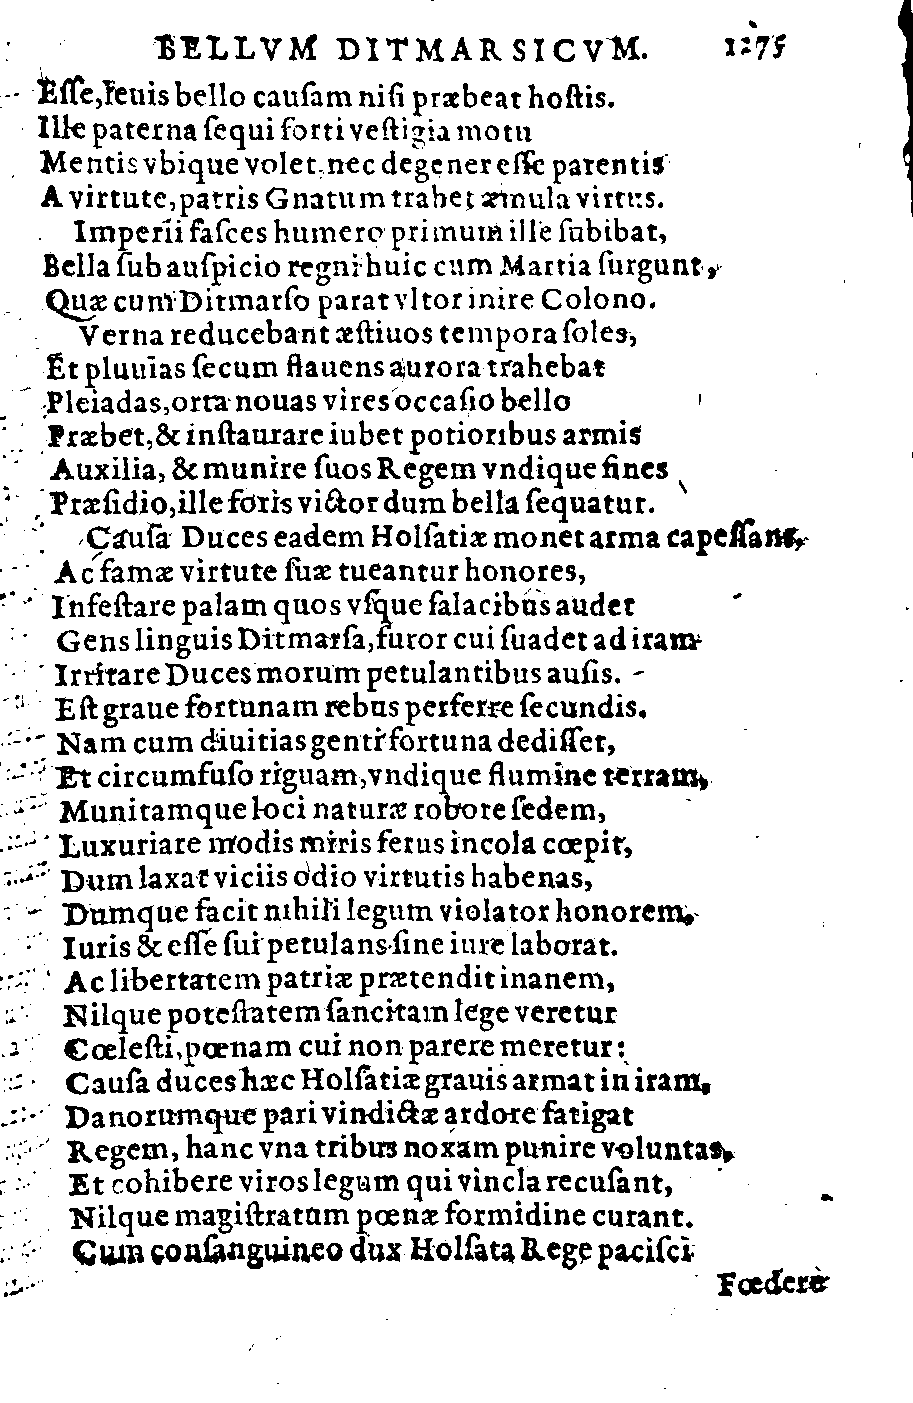 BELLVM DITMARSICVM. 1275
Eſſe, leuis bello cauſam niſi præbeat hoſtis.
Ille paterna ſequi forti veſtigia motu
Mentis vbique volet, nec degener eſſe parentis
A virtute, patris Gnatum trahet æmula virtus.
Imperii faſces humero primum ille ſubibat,
Bella ſub auſpicio regni huic cum Martia ſurgunt,
Quæ cum Ditmarſo parat vltor inire Colono.
Verna reducebant æſtiuos tempora ſoles,
Et pluuias ſecum flauens aurora trahebat
Pleiadas, orta nouas vires occaſio bello
Præbet, & inſtaurare iubet potioribus armis
Auxilia, & munire ſuos Regem vndique fines
Præſidio, ille foris victor dum bella ſequatur.
Cauſa Duces eadem Holſatiæ monet arma capeſſant,
Ac famæ virtute ſuæ tueantur honores,
Infeſtare palam quos vſque ſalacibus audet
Gens linguis Ditmarſa, furor cui ſuadet ad iram
Irritare Duces morum petulantibus auſis.
Eſt graue fortunam rebus perferre ſecundis.
Nam cum diuitias genti fortuna dediſſet,
Et circumfuſo riguam, vndique flumine terram,
Munitamque loci naturæ robore ſedem,
Luxuriare modis miris ferus incola cœpit,
Dum laxat viciis odio virtutis habenas,
Dumque facit nihili legum violator honorem,
Iuris & eſſe ſui petulans ſine iure laborat.
Ac libertatem patriæ prætendit inanem,
Nilque poteſtatem ſancitam lege veretur
Cœleſti, pœnam cui non parere meretur:
Cauſa duces hæc Holſatiæ grauis armat in iram,
Danorumque pari vindictæ ardore fatigat
Regem, hanc vna tribus noxam punire voluntas,
Et cohibere viros legum qui vincla recuſant,
Nilque magiſtratum pœnæ formidine curant.
Cum conſanguineo dux Holſata Rege paciſci
Fœdere